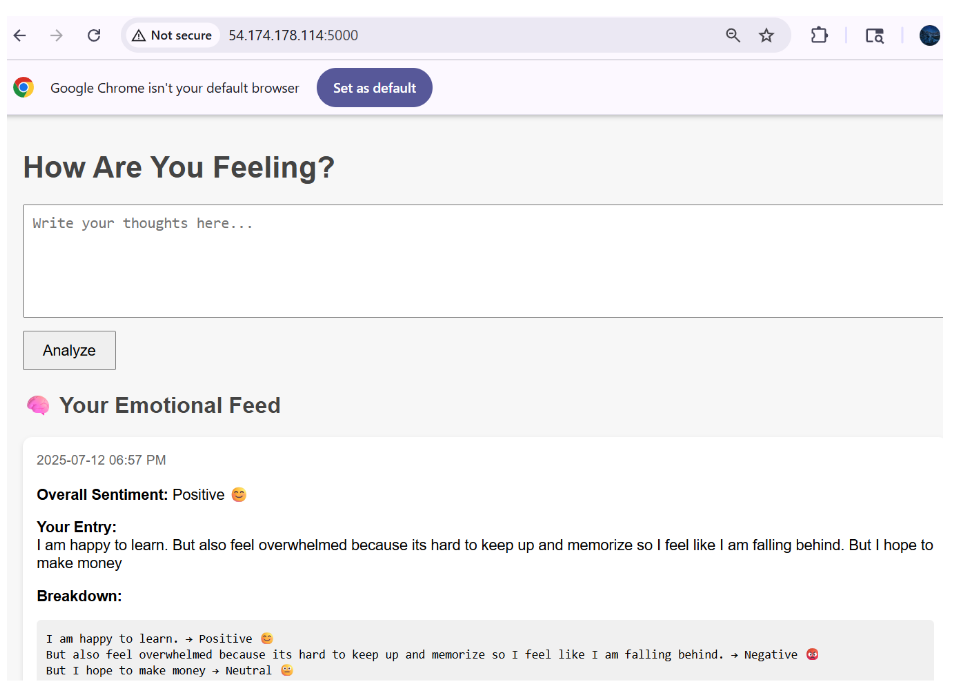 Not secure 54.174.178.114:5000
Google Chrome isn't your default browser Set as default
How Are You Feeling?
Write your thoughts here...
Analyze
🧠 Your Emotional Feed
2025-07-12 06:57 PM
Overall Sentiment: Positive 😊
Your Entry:
I am happy to learn. But also feel overwhelmed because its hard to keep up and memorize so I feel like I am falling behind. But I hope to
make money
Breakdown:
I am happy to learn. → Positive 😊
But also feel overwhelmed because its hard to keep up and memorize so I feel like I am falling behind. → Negative 😡
But I hope to make money → Neutral 😐